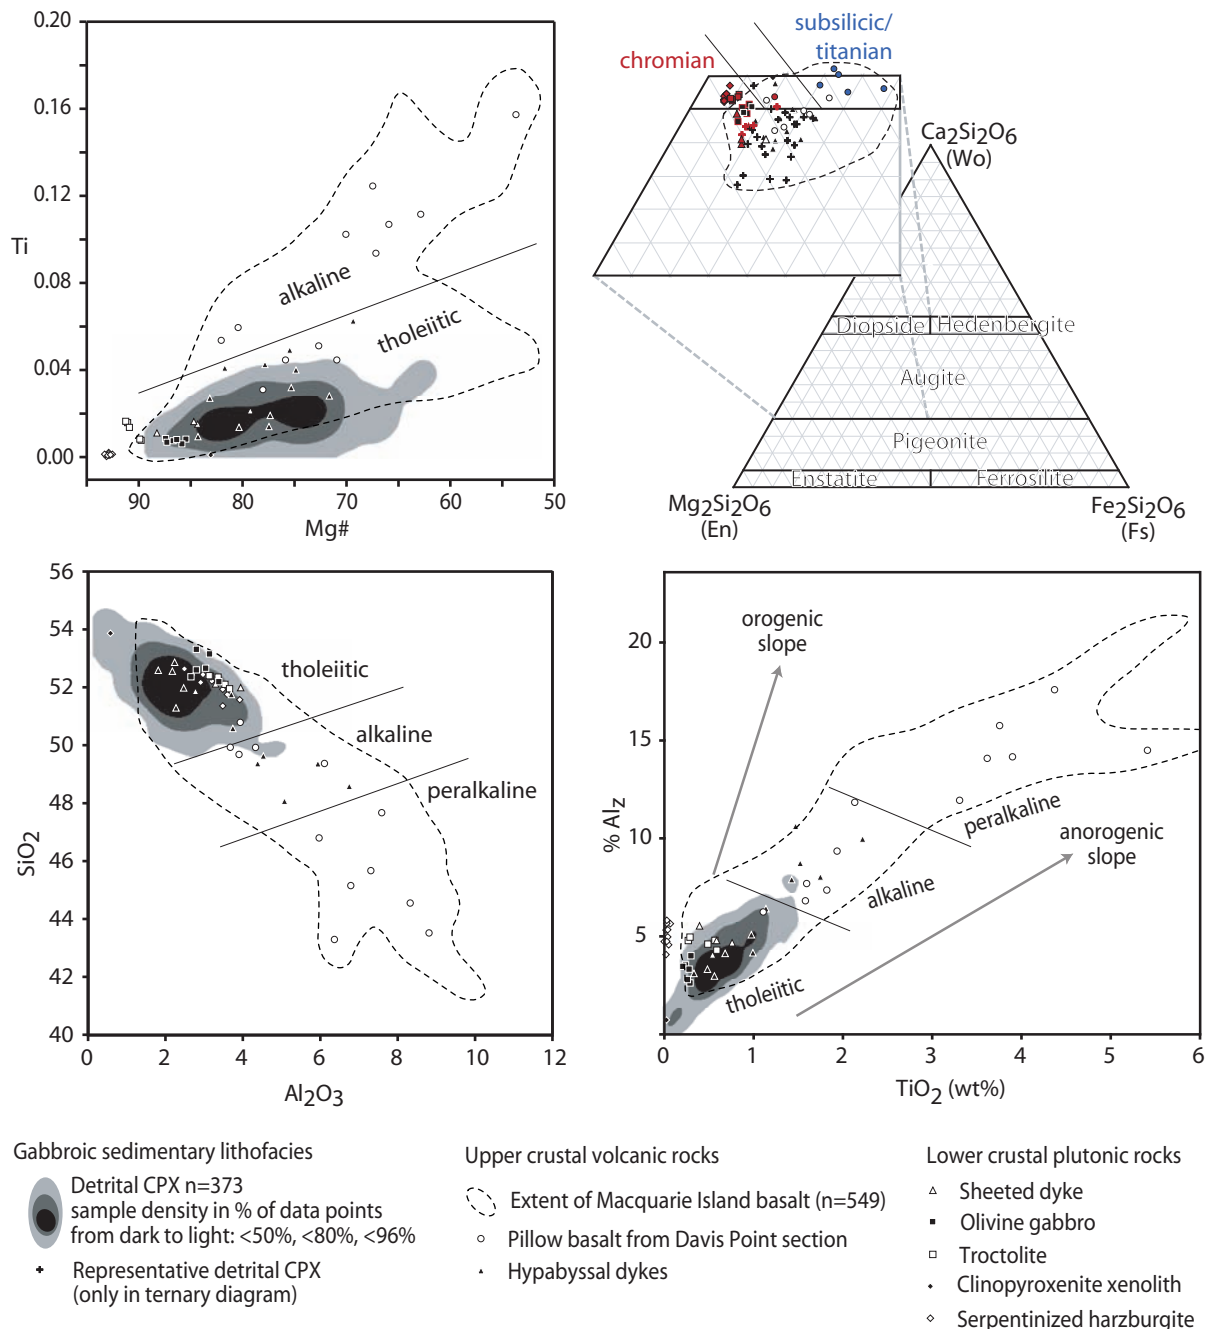 0.20
0.16
0.12
Ti
0.08
0.04
0.00
90
80
70
60
50
Mg#
alkaline
tholeiitic
chromian
subsilicic/
titanian
Ca2Si2O6
(Wo)
Diopside
Hedenbergite
Augite
Pigeonite
Enstatite
Ferrosilite
Mg2Si2O6
(En)
Fe2Si2O6
(Fs)
56
54
52
50
48
46
44
42
40
SiO2
0
2
4
6
8
10
12
Al2O3
tholeiitic
alkaline
peralkaline
20
15
10
5
% Alz
0
1
2
3
4
5
6
TiO2 (wt%)
orogenic
slope
peralkaline
anorogenic
slope
alkaline
tholeiitic
Gabbroic sedimentary lithofacies
Detrital CPX n=373
sample density in % of data points
from dark to light: <50%, <80%, <96%
Representative detrital CPX
(only in ternary diagram)
Upper crustal volcanic rocks
Extent of Macquarie Island basalt (n=549)
Pillow basalt from Davis Point section
Hypabyssal dykes
Lower crustal plutonic rocks
Sheeted dyke
Olivine gabbro
Troctolite
Clinopyroxenite xenolith
Serpentinized harzburgite